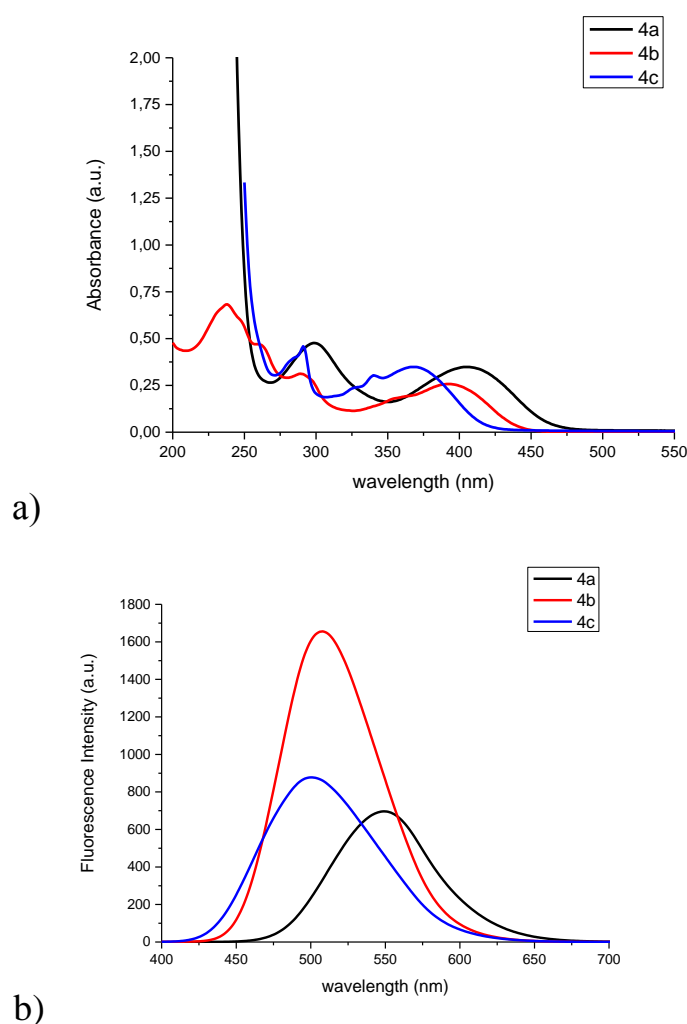 4a
4b
4c
2,00
1,75
1,50
1,25
1,00
0,75
0,50
0,25
0,00
Absorbance (a.u.)
200 250 300 350 400 450 500 550
wavelength (nm)
a)
4a
4b
4c
1800
1600
1400
1200
1000
800
600
400
200
0
Fluorescence Intensity (a.u.)
400 450 500 550 600 650 700
wavelength (nm)
b)